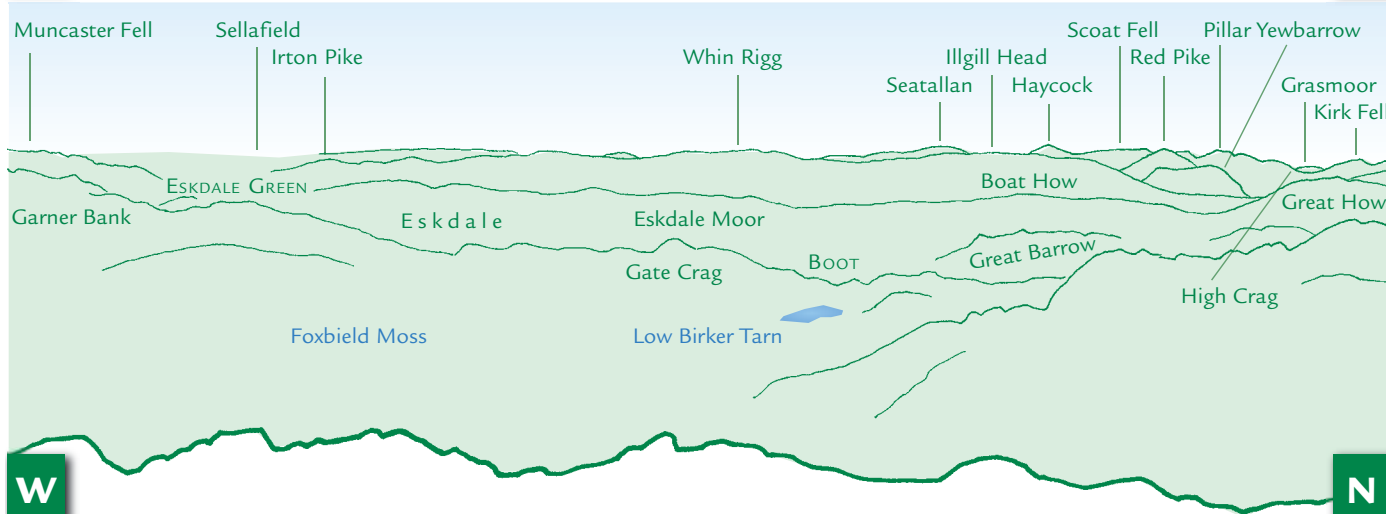 Muncaster Fell
Sellafield
Scoat Fell
Pillar
Yewbarrow
Irton Pike
Whin Rigg
Illgill Head
Red Pike
Seatallan
Haycock
Grasmoor
Kirk Fell
ESKDALE GREEN
Boat How
Garner Bank
Eskdale
Eskdale Moor
Great How
Great Barrow
BOOT
Gate Crag
High Crag
Foxbield Moss
Low Birker Tarn
W
N